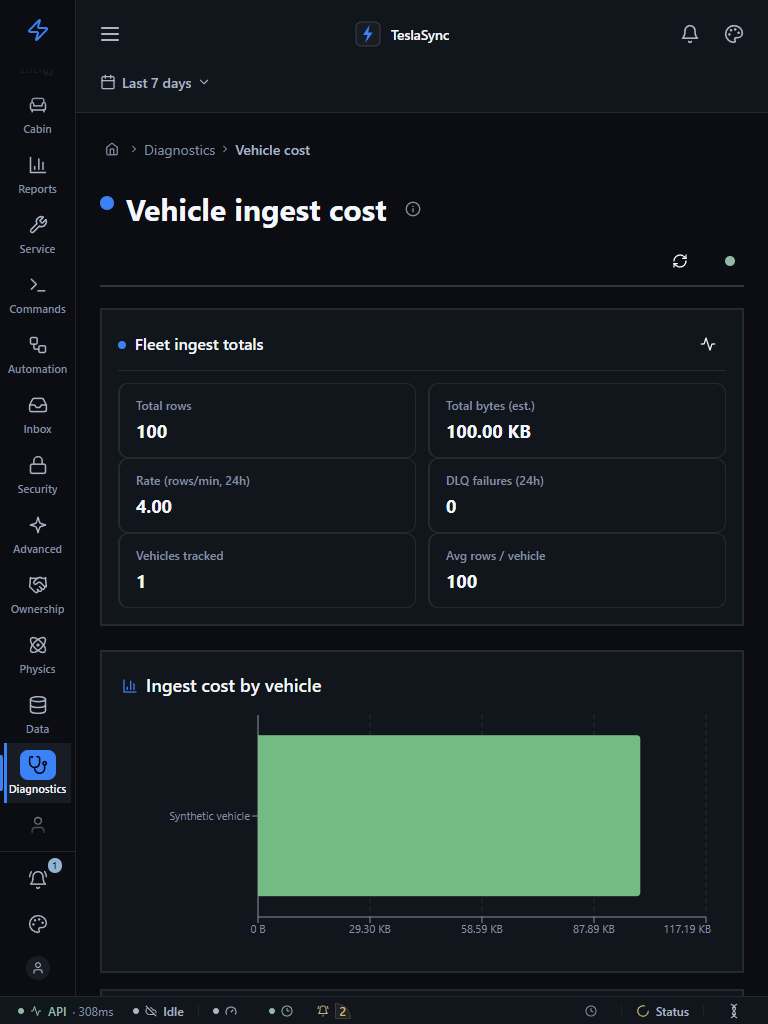 TeslaSync
Last 7 days
Energy
Cabin
Reports
Service
Commands
Automation
Inbox
Security
Advanced
Ownership
Physics
Data
Diagnostics
1
Diagnostics
Vehicle cost
Vehicle ingest cost
Fleet ingest totals
Total rows
100
Total bytes (est.)
100.00 KB
Rate (rows/min, 24h)
4.00
DLQ failures (24h)
0
Vehicles tracked
1
Avg rows / vehicle
100
Ingest cost by vehicle
Synthetic vehicle
0 B
29.30 KB
58.59 KB
87.89 KB
117.19 KB
API · 308ms
Idle
2
Status